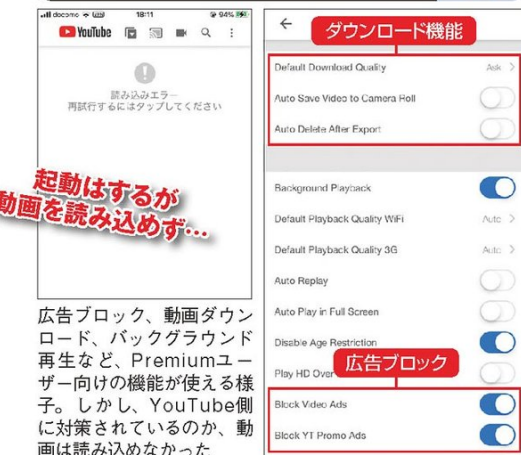 docomo
18:11
94%
YouTube
読み込みエラー
再試行するにはタップしてください
起動はするが
動画を読み込めず…
広告ブロック、動画ダウン
ロード、バックグラウンド
再生など、Premiumユー
ザー向けの機能が使える様
子。しかし、YouTube側
に対策されているのか、動
画は読み込めなかった
ダウンロード機能
Default Download Quality Ask
Auto Save Video to Camera Roll
Auto Delete After Export
Background Playback
Default Playback Quality WiFi Auto
Default Playback Quality 3G Auto
Auto Replay
Auto Play in Full Screen
Disable Age Restriction
Play HD Over
広告ブロック
Block Video Ads
Block YT Promo Ads